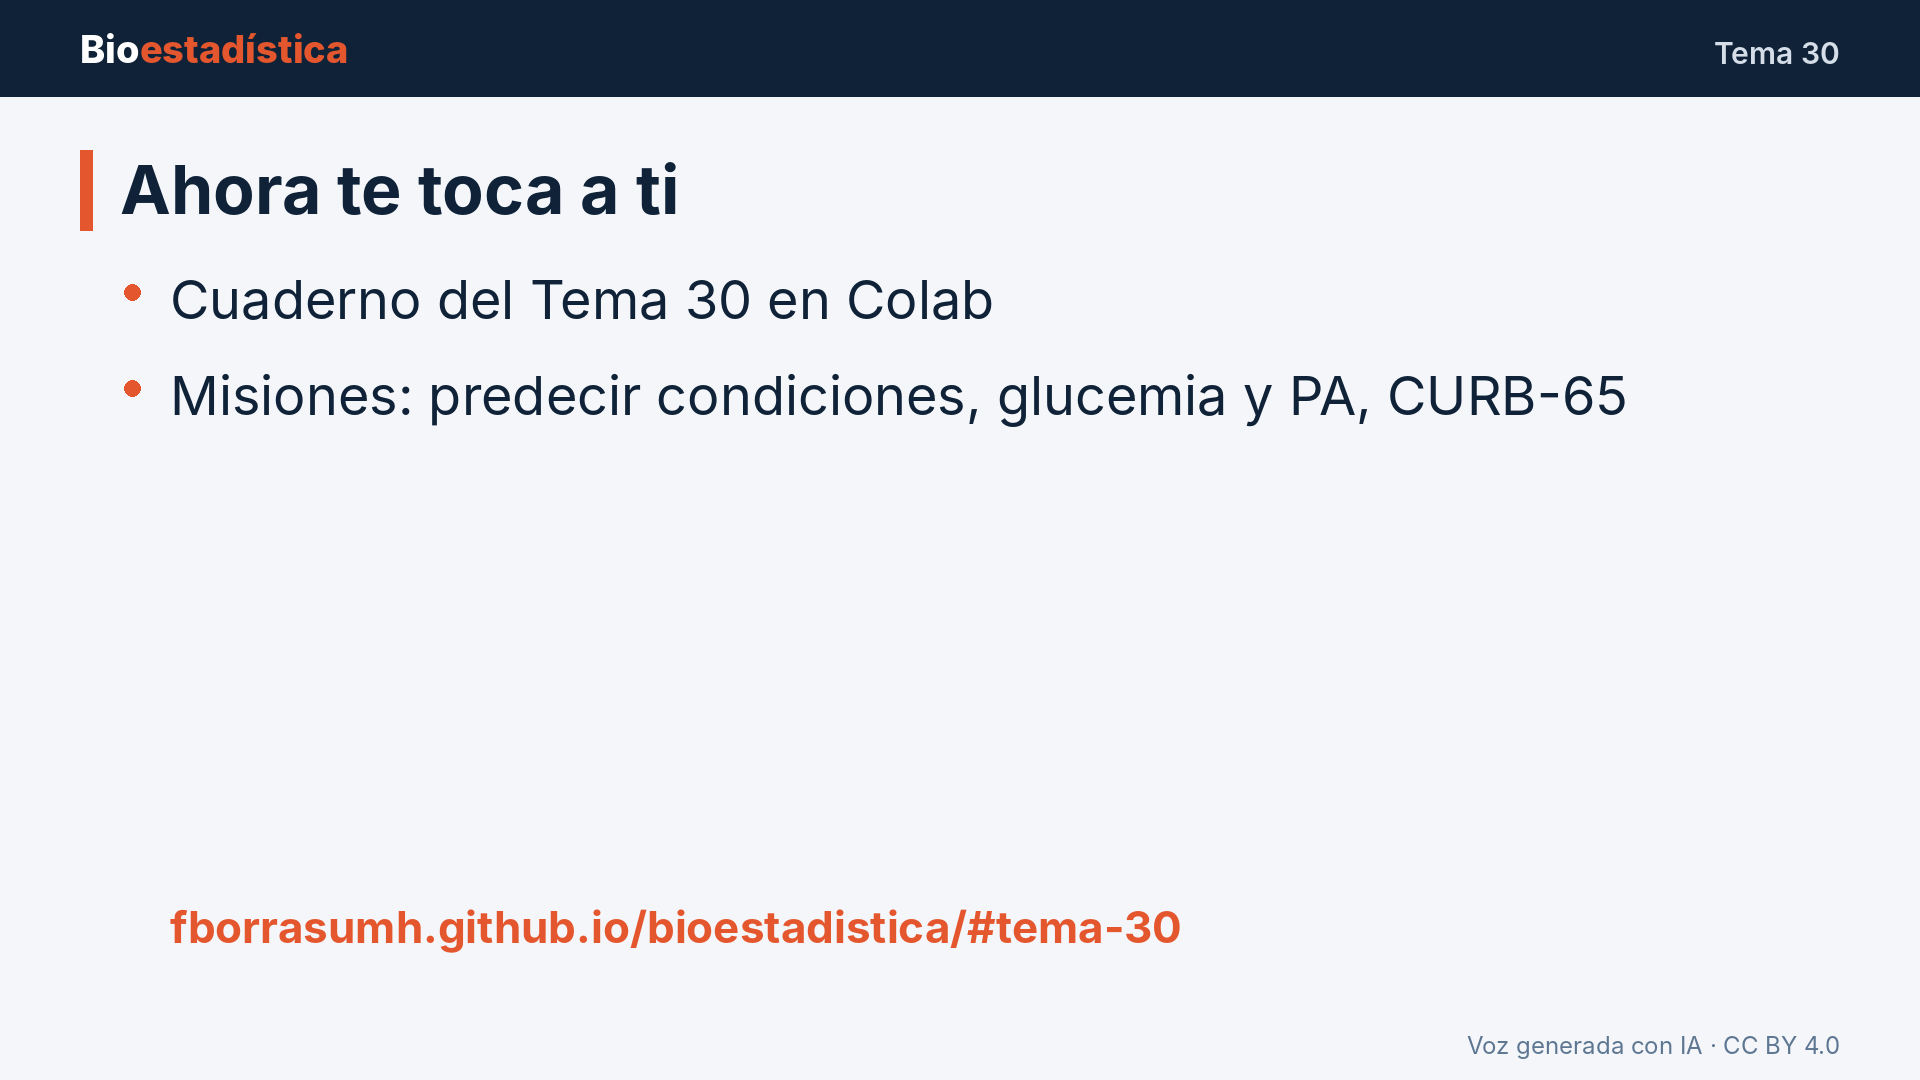 Bioestadística
Tema 30
Ahora te toca a ti
• Cuaderno del Tema 30 en Colab
• Misiones: predecir condiciones, glucemia y PA, CURB-65
fborrasumh.github.io/bioestadistica/#tema-30
Voz generada con IA · CC BY 4.0